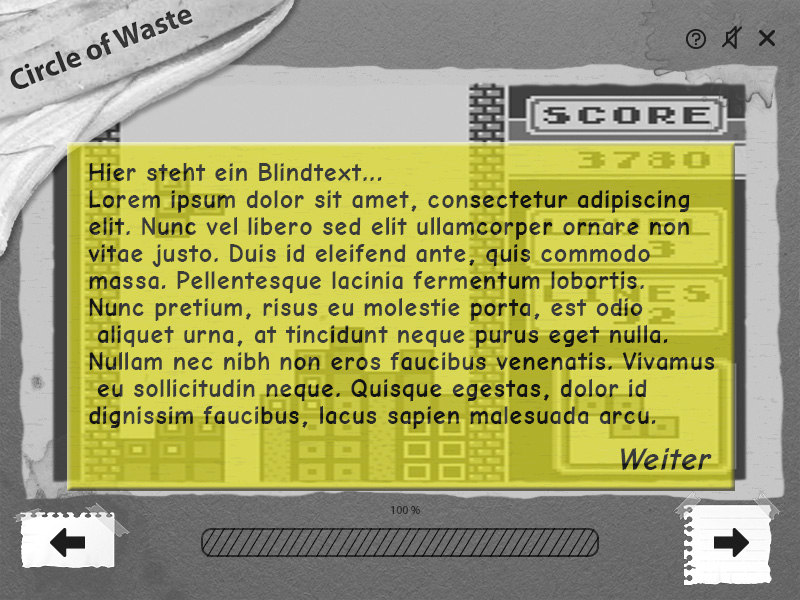 Circle of Waste
SCORE
3780
Hier steht ein Blindtext...
Lorem ipsum dolor sit amet, consectetur adipiscing
elit. Nunc vel libero sed elit ullamcorper ornare non
vitae justo. Duis id eleifend ante, quis commodo
massa. Pellentesque lacinia fermentum lobortis.
Nunc pretium, risus eu molestie porta, est odio
aliquet urna, at tincidunt neque purus eget nulla.
Nullam nec nibh non eros faucibus venenatis. Vivamus
eu sollicitudin neque. Quisque egestas, dolor id
dignissim faucibus, lacus sapien malesuada arcu.
Weiter
LEVEL
3
LINES
100 %